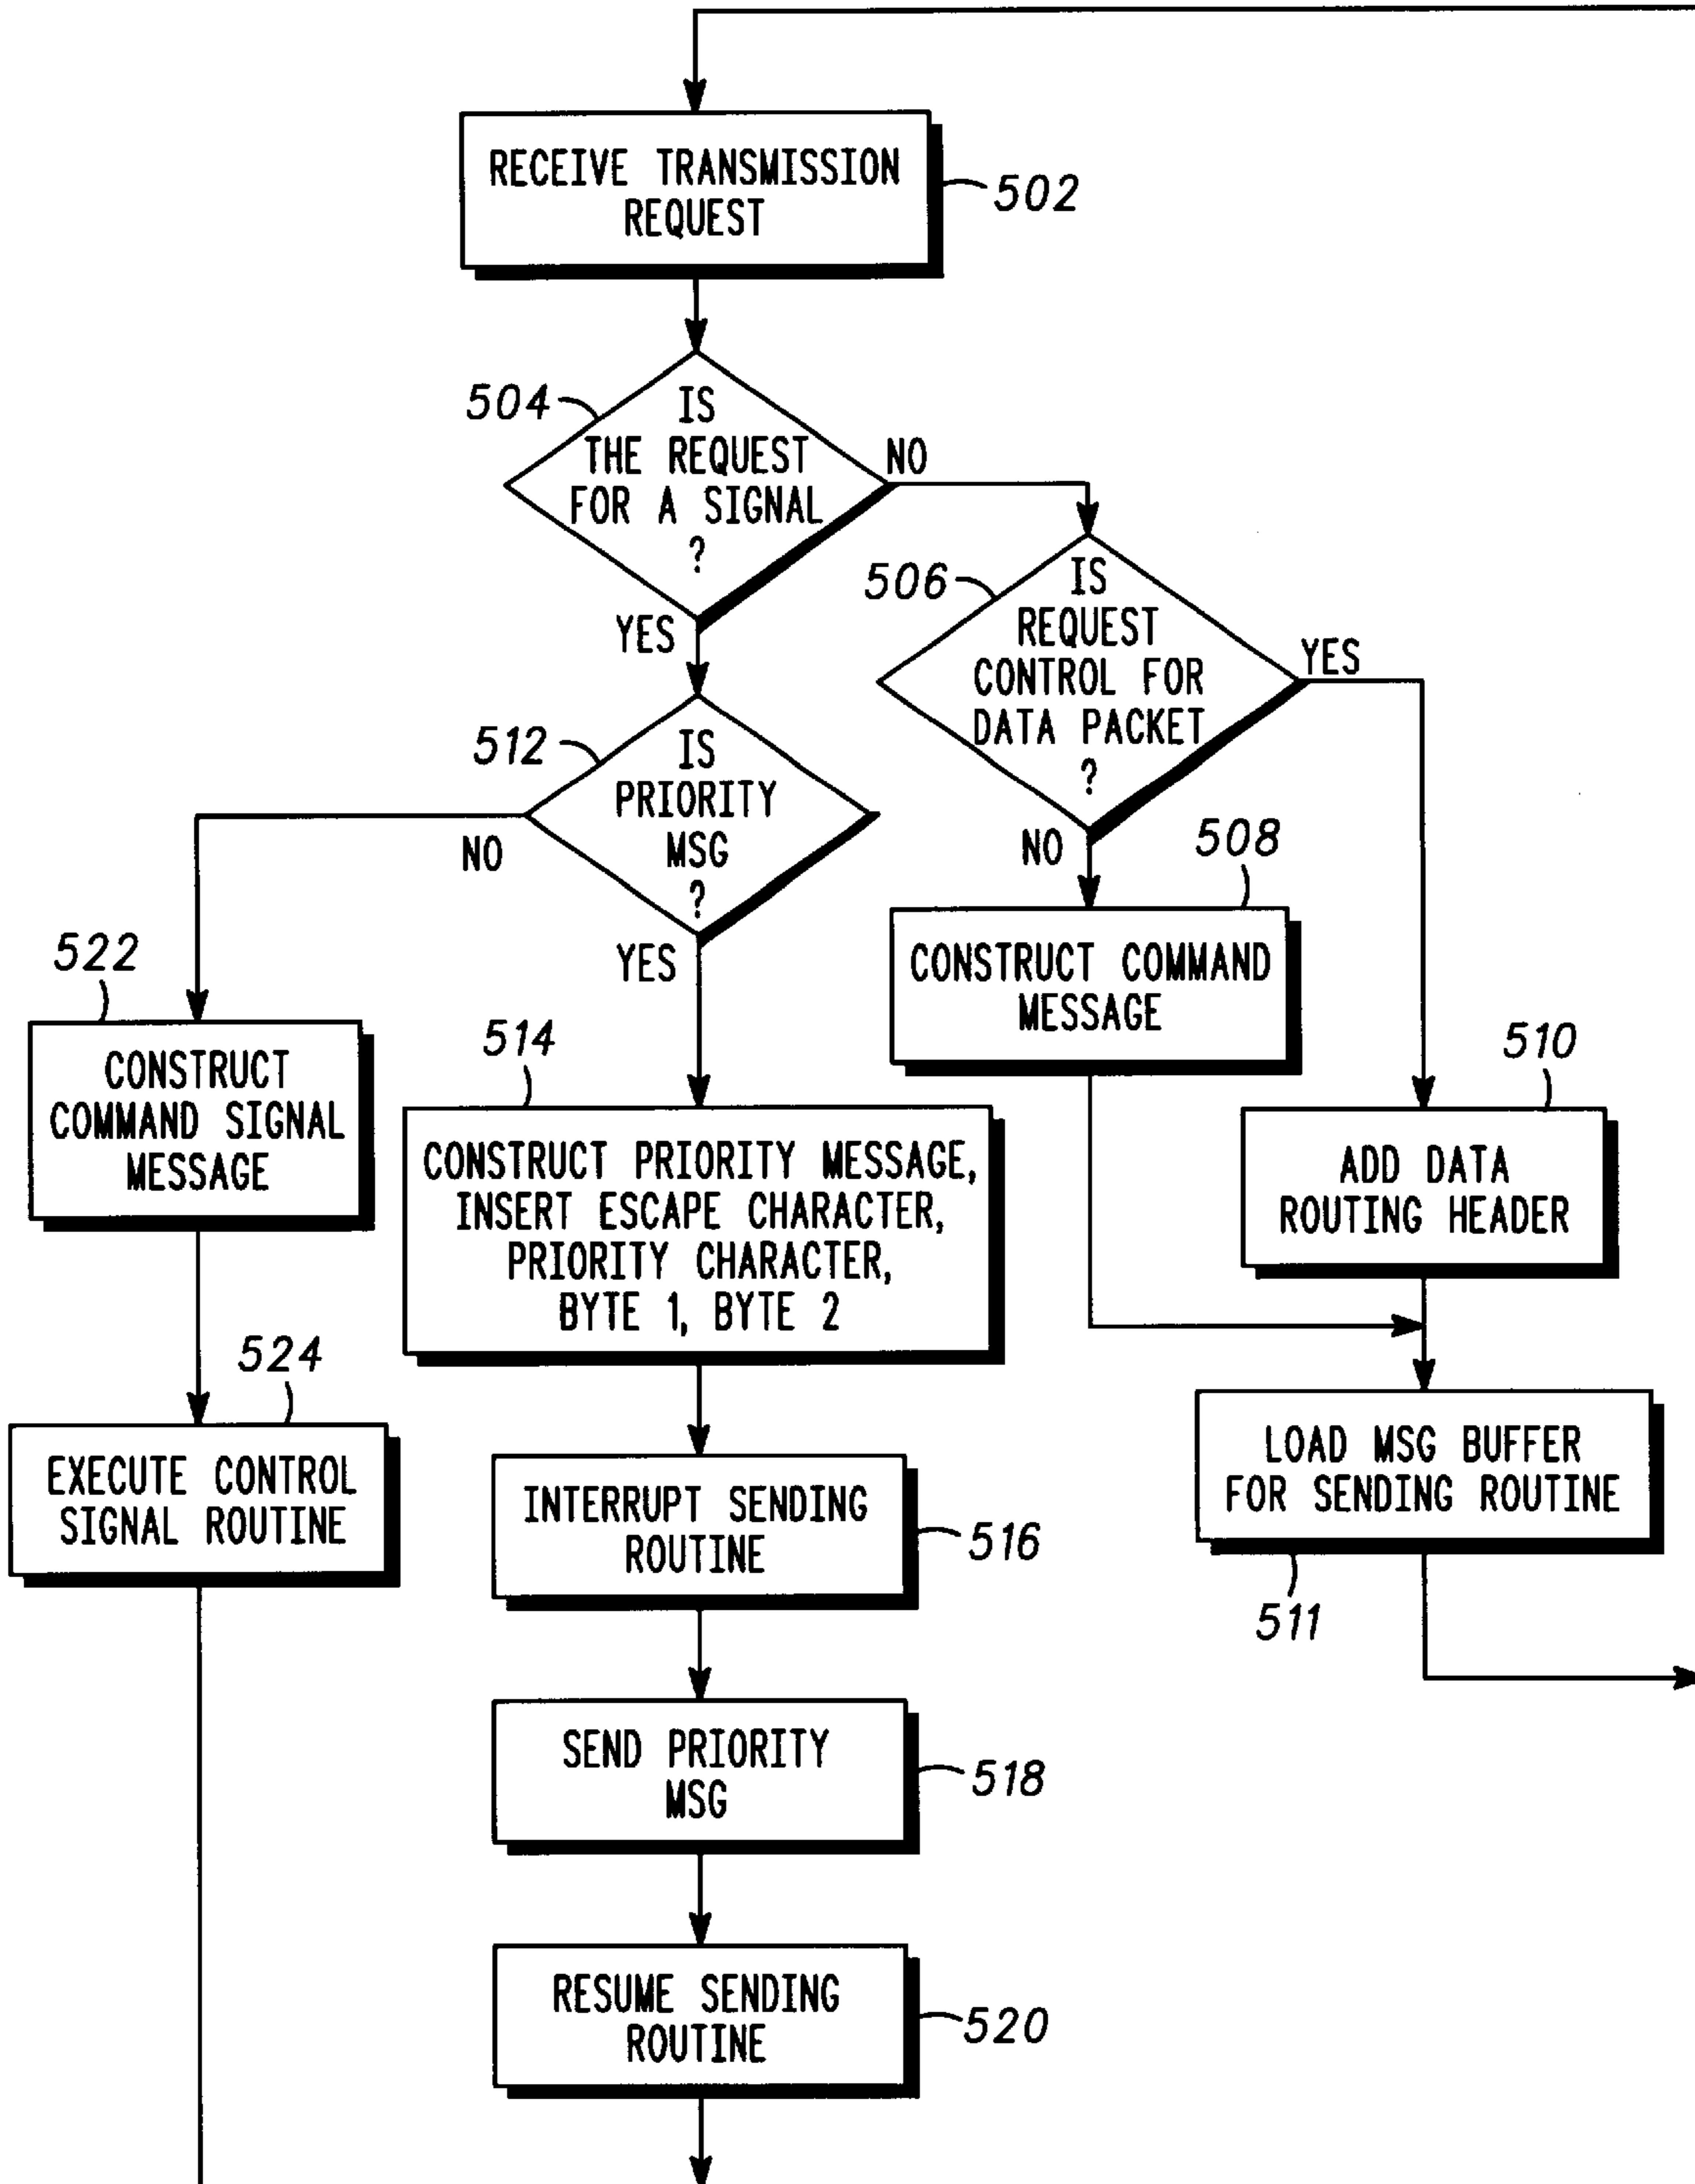 RECEIVE TRANSMISSION
REQUEST
502
504
IS
THE REQUEST
FOR A SIGNAL
?
NO
YES
506
IS
REQUEST
CONTROL FOR
DATA PACKET
?
YES
NO
512
IS
PRIORITY
MSG
?
NO
YES
508
CONSTRUCT COMMAND
MESSAGE
522
CONSTRUCT
COMMAND SIGNAL
MESSAGE
514
CONSTRUCT PRIORITY MESSAGE,
INSERT ESCAPE CHARACTER,
PRIORITY CHARACTER,
BYTE 1, BYTE 2
510
ADD DATA
ROUTING HEADER
524
EXECUTE CONTROL
SIGNAL ROUTINE
INTERRUPT SENDING
ROUTINE
516
LOAD MSG BUFFER
FOR SENDING ROUTINE
511
SEND PRIORITY
MSG
518
RESUME SENDING
ROUTINE
520